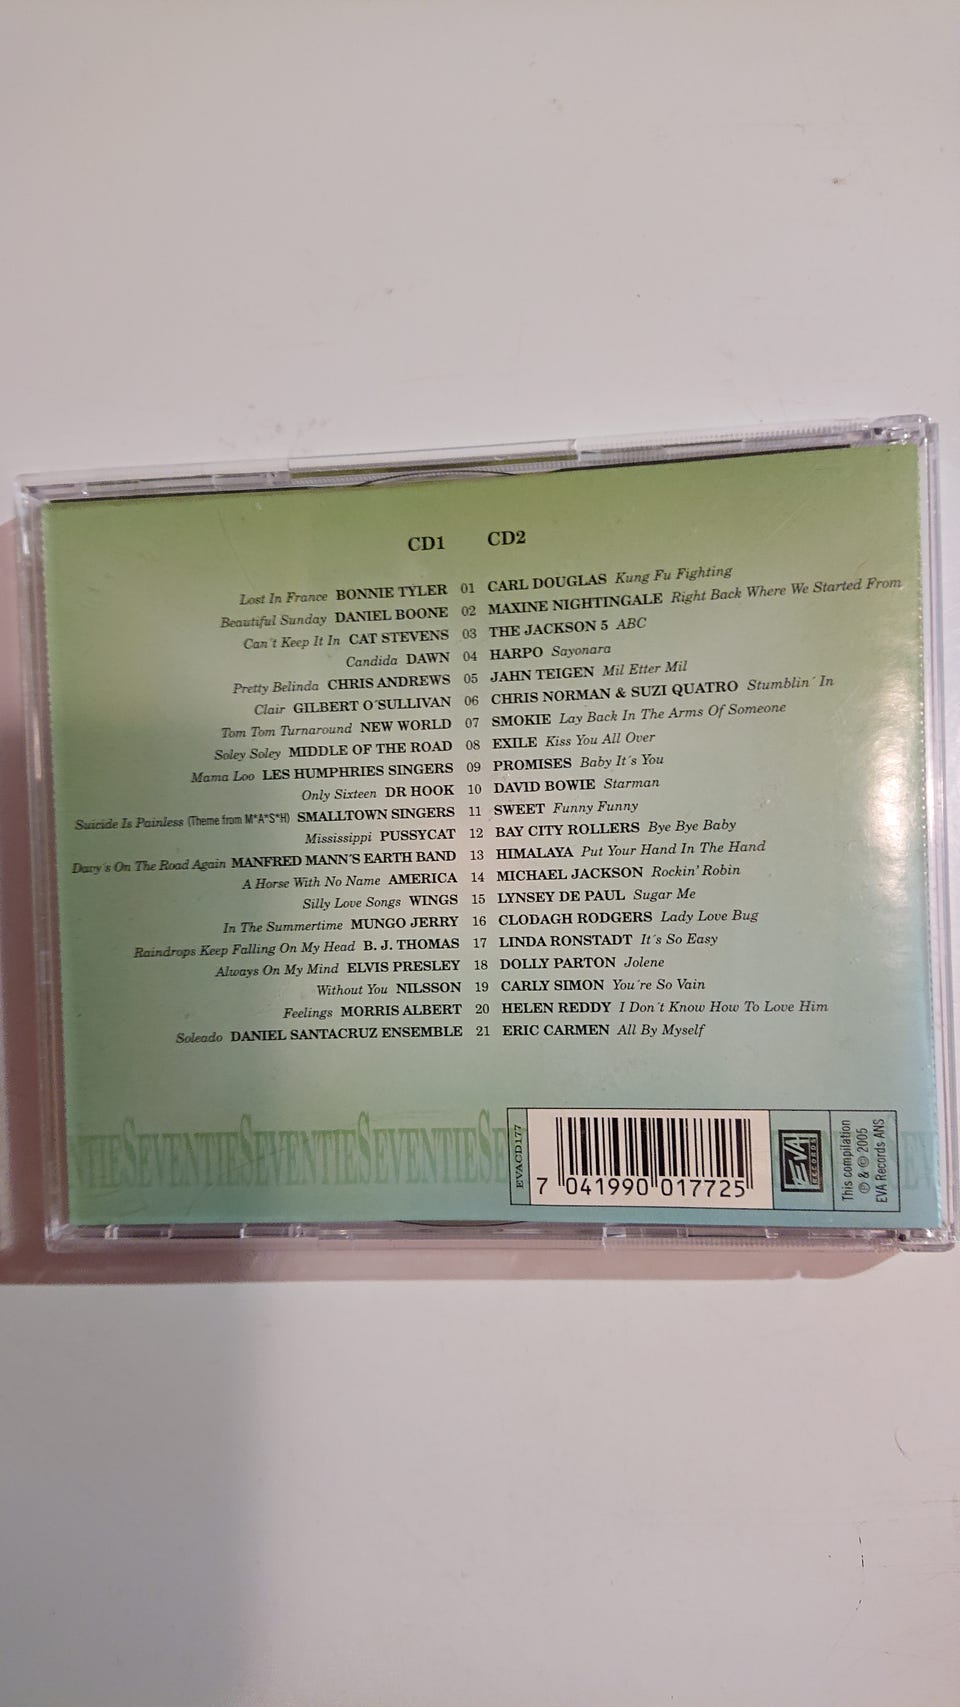 CD1 CD2
Lost In France BONNIE TYLER 01 CARL DOUGLAS Kung Fu Fighting
Beautiful Sunday DANIEL BOONE 02 MAXINE NIGHTINGALE Right Back Where We Started From
Can´t Keep It In CAT STEVENS 03 THE JACKSON 5 ABC
Candida DAWN 04 HARPO Sayonara
Pretty Belinda CHRIS ANDREWS 05 JAHN TEIGEN Mil Etter Mil
Clair GILBERT O´SULLIVAN 06 CHRIS NORMAN & SUZI QUATRO Stumblin´ In
Tom Tom Turnaround NEW WORLD 07 SMOKIE Lay Back In The Arms Of Someone
Soley Soley MIDDLE OF THE ROAD 08 EXILE Kiss You All Over
Mama Loo LES HUMPHRIES SINGERS 09 PROMISES Baby It´s You
Only Sixteen DR HOOK 10 DAVID BOWIE Starman
Suicide Is Painless (Theme from M*A*S*H) SMALLTOWN SINGERS 11 SWEET Funny Funny
Mississippi PUSSYCAT 12 BAY CITY ROLLERS Bye Bye Baby
Davy´s On The Road Again MANFRED MANN´S EARTH BAND 13 HIMALAYA Put Your Hand In The Hand
A Horse With No Name AMERICA 14 MICHAEL JACKSON Rockin' Robin
Silly Love Songs WINGS 15 LYNSEY DE PAUL Sugar Me
In The Summertime MUNGO JERRY 16 CLODAGH RODGERS Lady Love Bug
Raindrops Keep Falling On My Head B. J. THOMAS 17 LINDA RONSTADT It´s So Easy
Always On My Mind ELVIS PRESLEY 18 DOLLY PARTON Jolene
Without You NILSSON 19 CARLY SIMON You´re So Vain
Feelings MORRIS ALBERT 20 HELEN REDDY I Don´t Know How To Love Him
Soleado DANIEL SANTACRUZ ENSEMBLE 21 ERIC CARMEN All By Myself
EVACD177
7 041990 017725
EVA RECORDS
This compilation
℗ & © 2005
EVA Records ANS